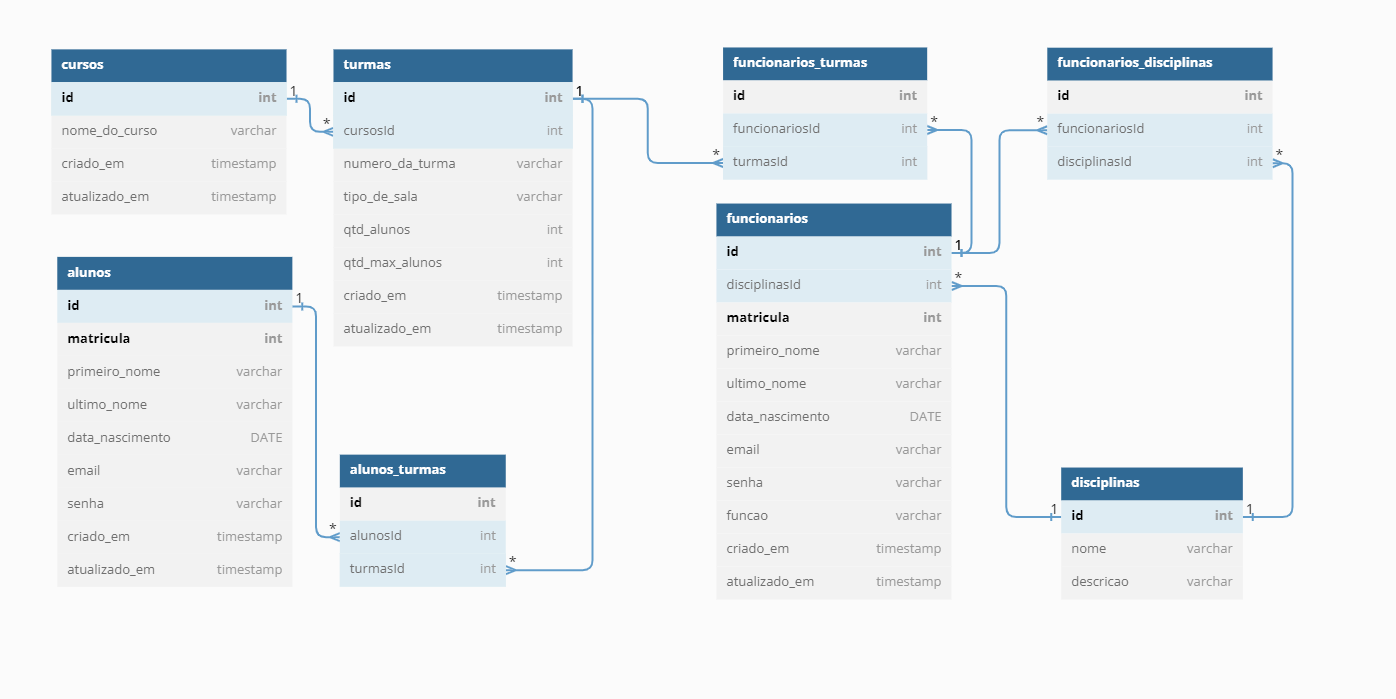 cursos
id int
nome_do_curso varchar
criado_em timestamp
atualizado_em timestamp
1
*
turmas
id int
cursosId int
numero_da_turma varchar
tipo_de_sala varchar
qtd_alunos int
qtd_max_alunos int
criado_em timestamp
atualizado_em timestamp
1
*
funcionarios_turmas
id int
funcionariosId int
turmasId int
*
*
funcionarios_disciplinas
id int
funcionariosId int
disciplinasId int
*
alunos
id int
matricula int
primeiro_nome varchar
ultimo_nome varchar
data_nascimento DATE
email varchar
senha varchar
criado_em timestamp
atualizado_em timestamp
1
*
alunos_turmas
id int
alunosId int
turmasId int
*
funcionarios
id int
disciplinasId int
matricula int
primeiro_nome varchar
ultimo_nome varchar
data_nascimento DATE
email varchar
senha varchar
funcao varchar
criado_em timestamp
atualizado_em timestamp
1
*
1
disciplinas
id int
nome varchar
descricao varchar
1